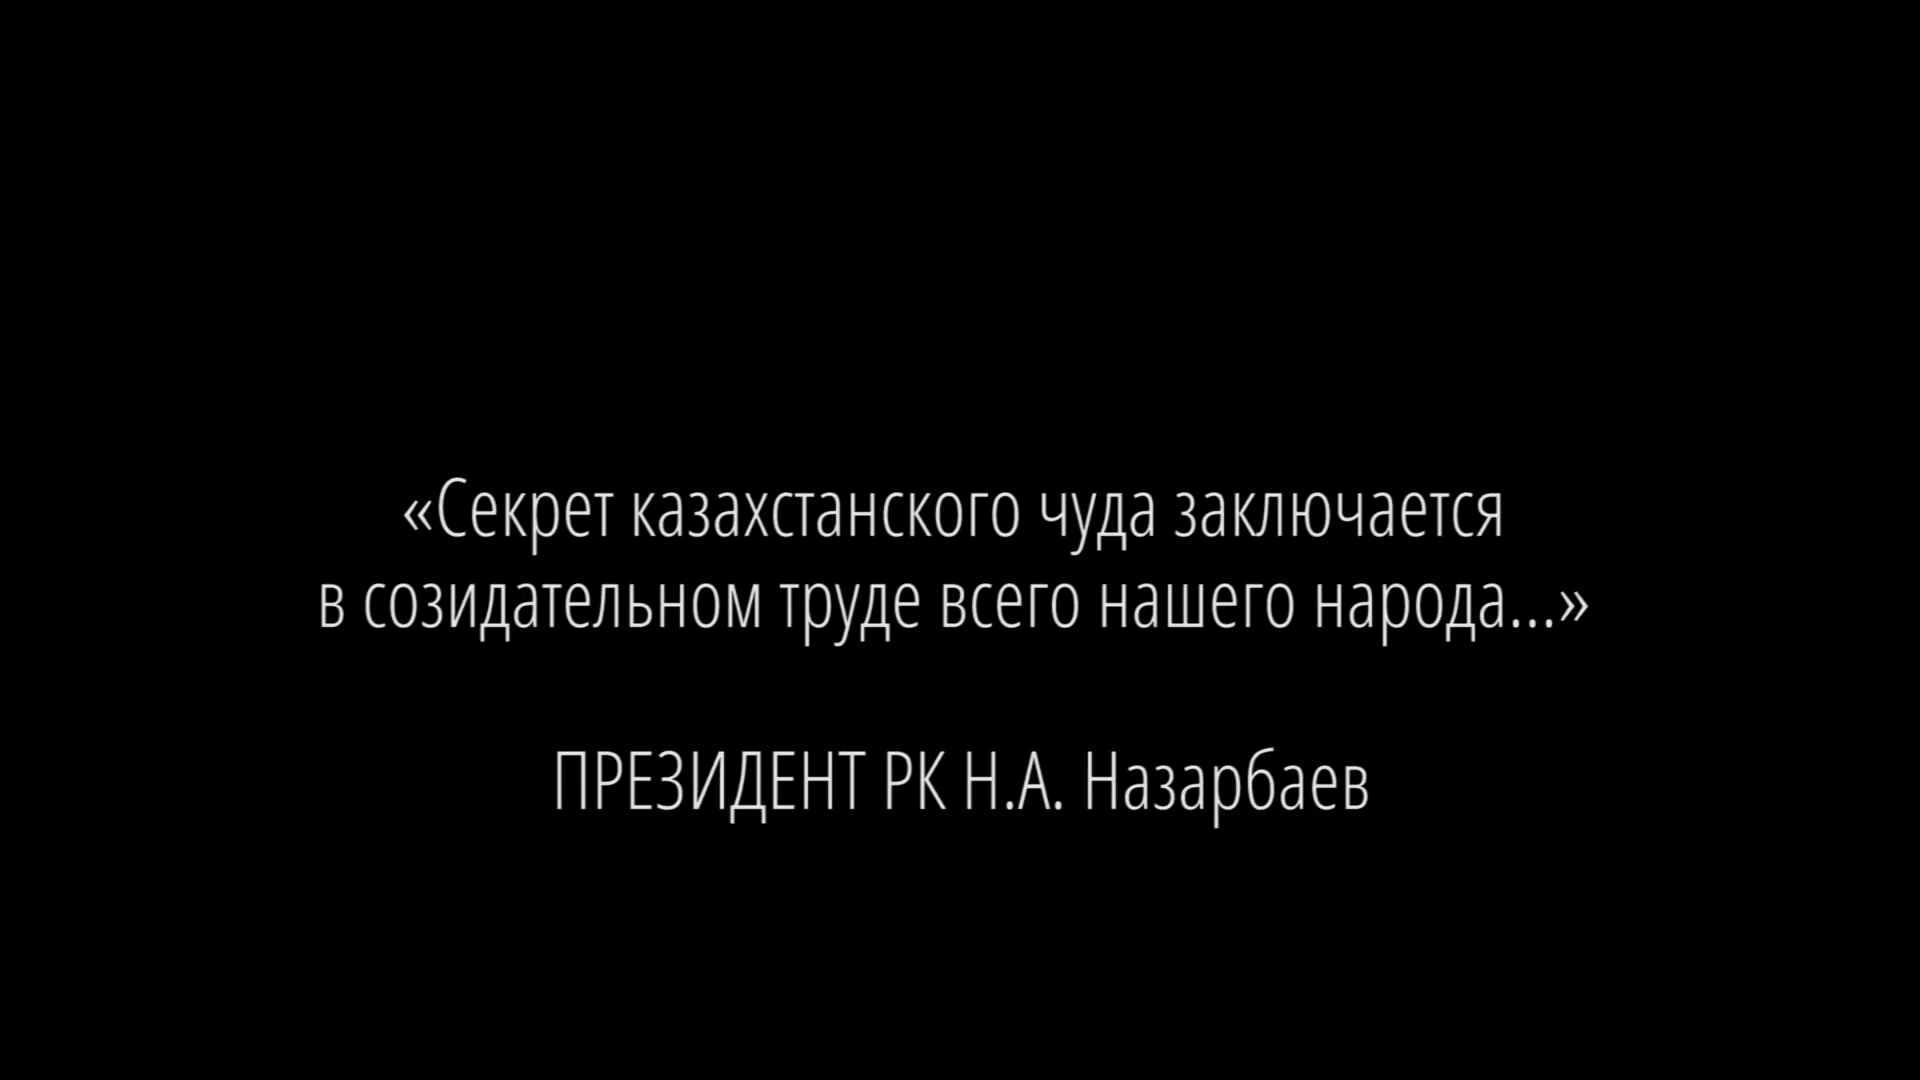 «Секрет казахстанского чуда заключается
в созидательном труде всего нашего народа...»
ПРЕЗИДЕНТ РК Н.А. Назарбаев